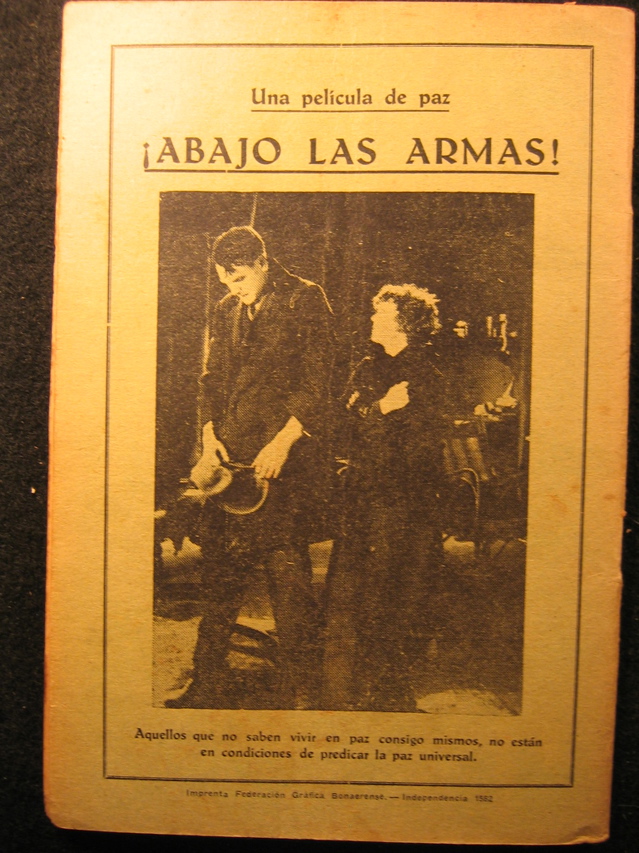 Una película de paz
¡ABAJO LAS ARMAS!
Aquellos que no saben vivir en paz consigo mismos, no están
en condiciones de predicar la paz universal.
Imprenta Federación Gráfica Bonaerense. — Independencia 1562